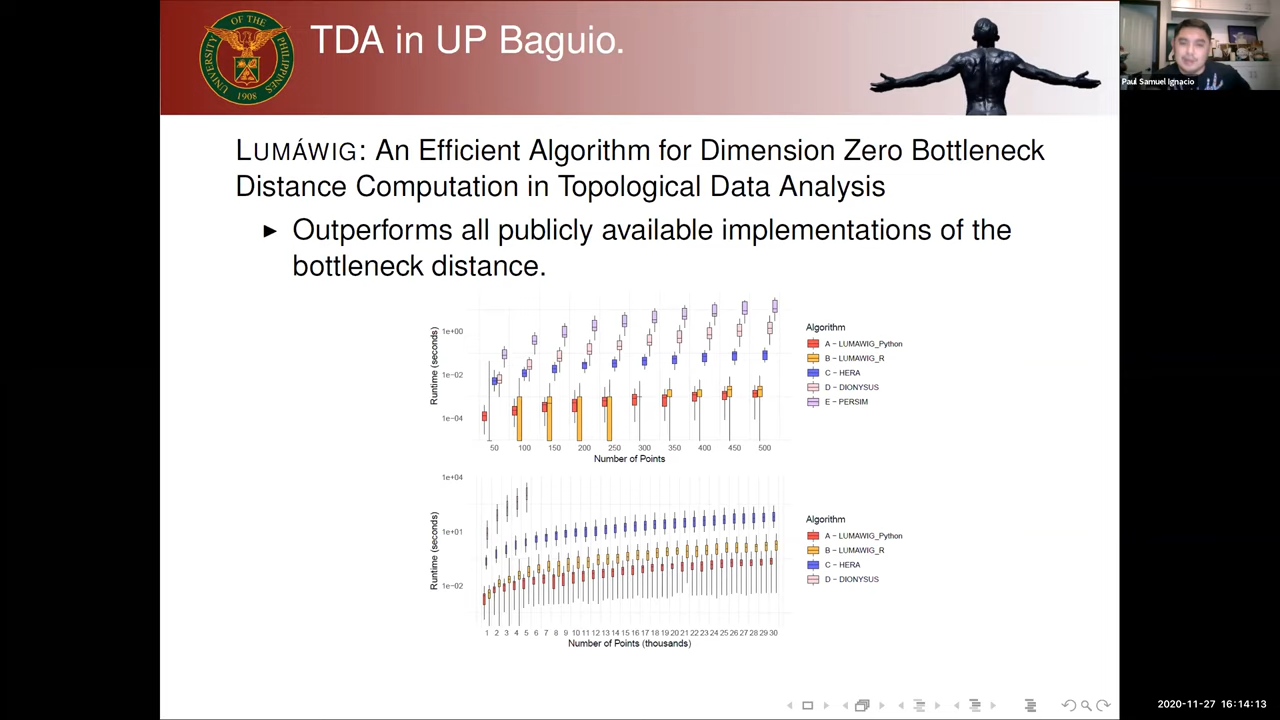 UNIVERSITY OF THE PHILIPPINES
1908
TDA in UP Baguio.
Paul Samuel Ignacio
LUMÁWIG: An Efficient Algorithm for Dimension Zero Bottleneck
Distance Computation in Topological Data Analysis
► Outperforms all publicly available implementations of the
bottleneck distance.
Runtime (seconds)
1e+00
1e-02
1e-04
50 100 150 200 250 300 350 400 450 500
Number of Points
Algorithm
A − LUMAWIG_Python
B − LUMAWIG_R
C − HERA
D − DIONYSUS
E − PERSIM
Runtime (seconds)
1e+04
1e+01
1e-02
1 2 3 4 5 6 7 8 9 10 11 12 13 14 15 16 17 18 19 20 21 22 23 24 25 26 27 28 29 30
Number of Points (thousands)
Algorithm
A − LUMAWIG_Python
B − LUMAWIG_R
C − HERA
D − DIONYSUS
2020-11-27 16:14:13